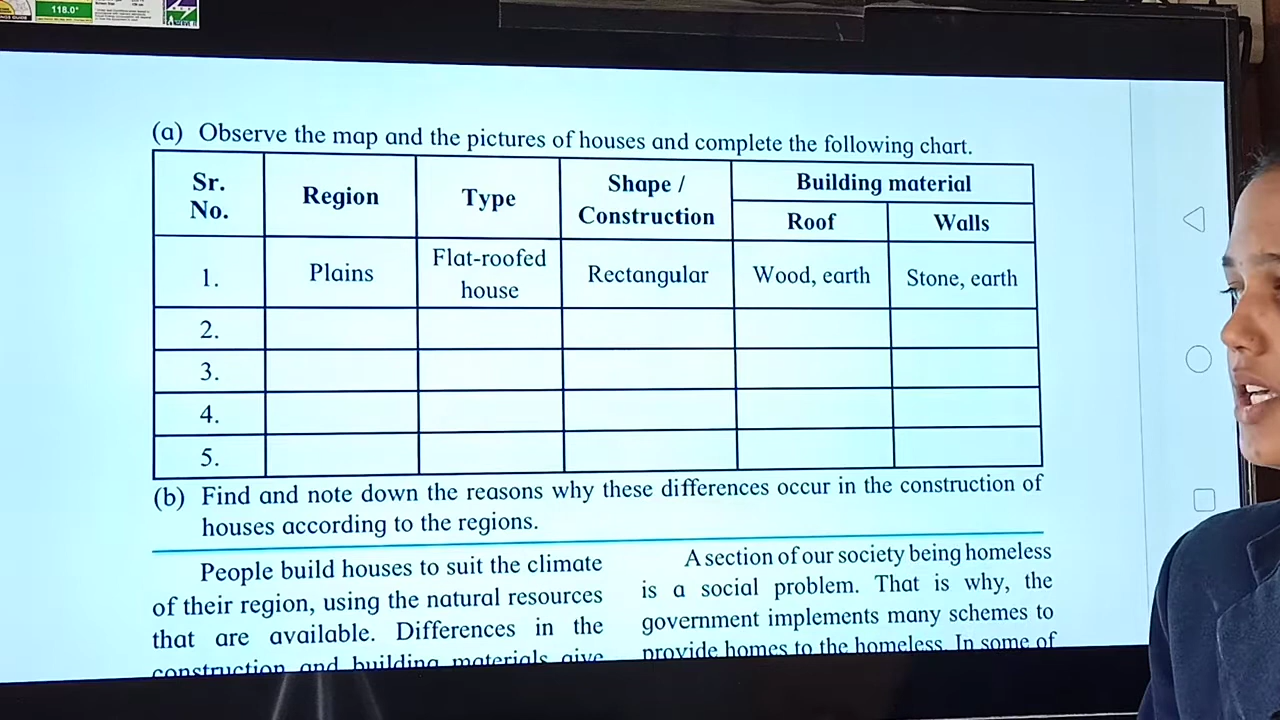 118.0°
(a) Observe the map and the pictures of houses and complete the following chart.
Sr. No. Region Type Shape / Construction Building material
Roof Walls
1. Plains Flat-roofed house Rectangular Wood, earth Stone, earth
2.
3.
4.
5.
(b) Find and note down the reasons why these differences occur in the construction of
houses according to the regions.
People build houses to suit the climate
of their region, using the natural resources
that are available. Differences in the
construction and building materials give
A section of our society being homeless
is a social problem. That is why, the
government implements many schemes to
provide homes to the homeless. In some of